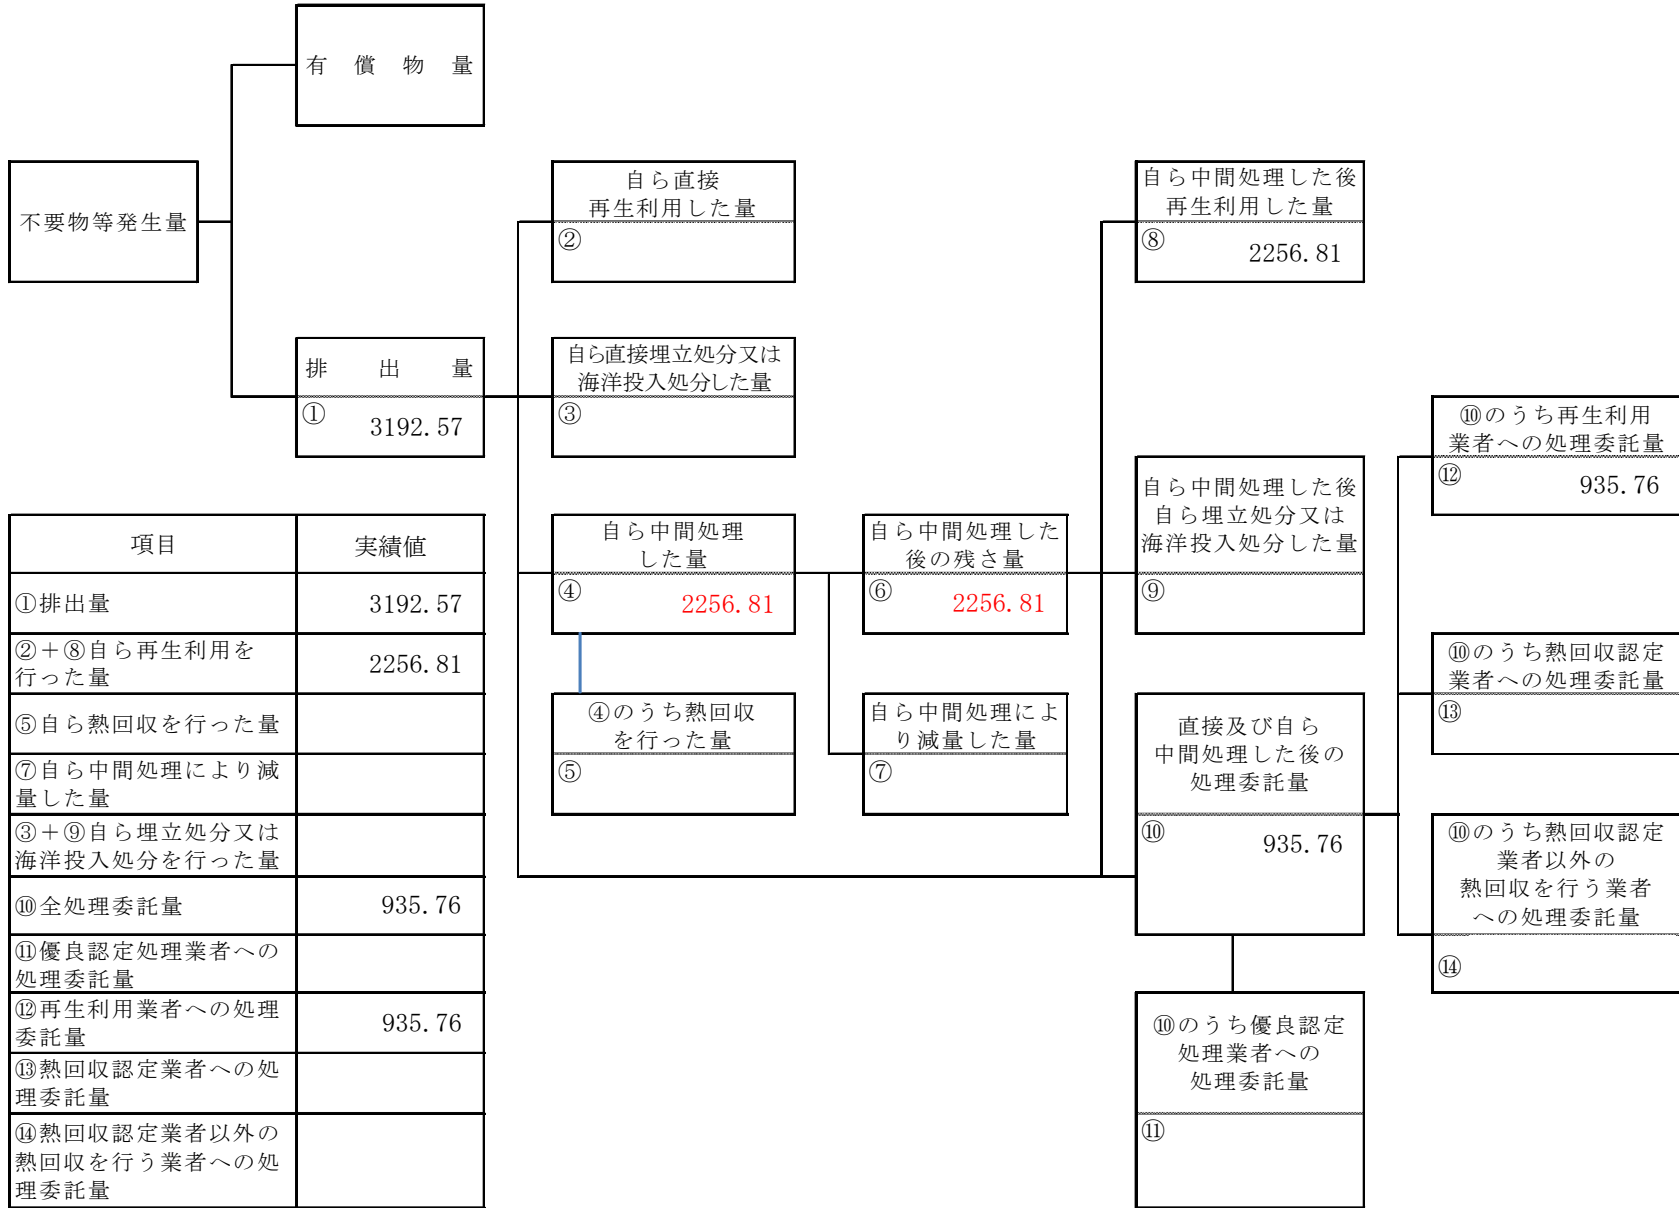 有償物量
不要物等発生量
排出量
① 3192.57
自ら直接
再生利用した量
②
自ら直接埋立処分又は
海洋投入処分した量
③
自ら中間処理
した量
④ 2256.81
④のうち熱回収
を行った量
⑤
自ら中間処理した
後の残さ量
⑥ 2256.81
自ら中間処理によ
り減量した量
⑦
自ら中間処理した後
再生利用した量
⑧ 2256.81
自ら中間処理した後
自ら埋立処分又は
海洋投入処分した量
⑨
直接及び自ら
中間処理した後の
処理委託量
⑩ 935.76
⑩のうち優良認定
処理業者への
処理委託量
⑪
⑩のうち再生利用
業者への処理委託量
⑫ 935.76
⑩のうち熱回収認定
業者への処理委託量
⑬
⑩のうち熱回収認定
業者以外の
熱回収を行う業者
への処理委託量
⑭
項目 実績値
①排出量 3192.57
②+⑧自ら再生利用を
行った量 2256.81
⑤自ら熱回収を行った量
⑦自ら中間処理により減
量した量
③+⑨自ら埋立処分又は
海洋投入処分を行った量
⑩全処理委託量 935.76
⑪優良認定処理業者への
処理委託量
⑫再生利用業者への処理
委託量 935.76
⑬熱回収認定業者への処
理委託量
⑭熱回収認定業者以外の
熱回収を行う業者への処
理委託量